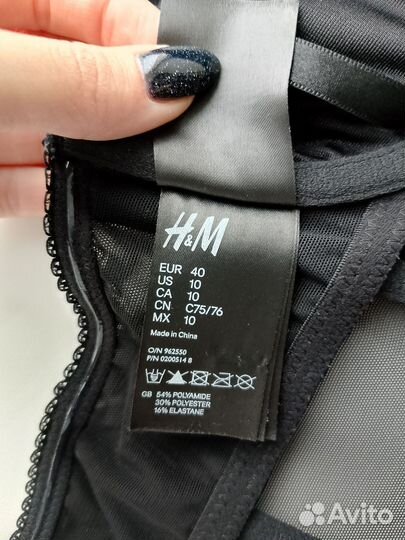 H&M
EUR 40
US 10
CA 10
CN C75/76
MX 10
Made in China
O/N 962550
P/N 0200514 8
GB 54% POLYAMIDE
30% POLYESTER
16% ELASTANE
Avito